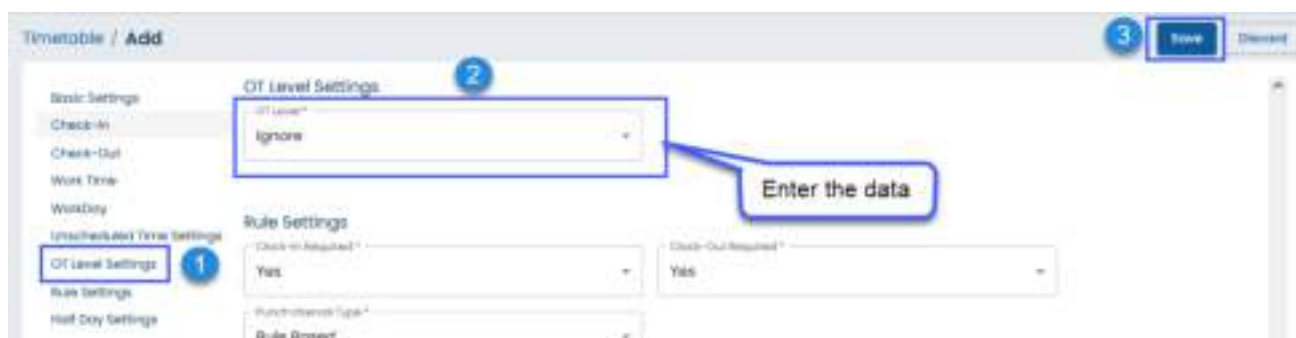 Timetable / Add
3
Save
Discard
Basic Settings
Check-In
Check-Out
Work Time
WorkDay
Unscheduled Time Settings
OT Level Settings
1
Rule Settings
Half Day Settings
OT Level Settings
2
OT Level*
Ignore
Enter the data
Rule Settings
Clock-In Required*
Yes
Clock-Out Required*
Yes
Punch Interval Type*
Rule Based